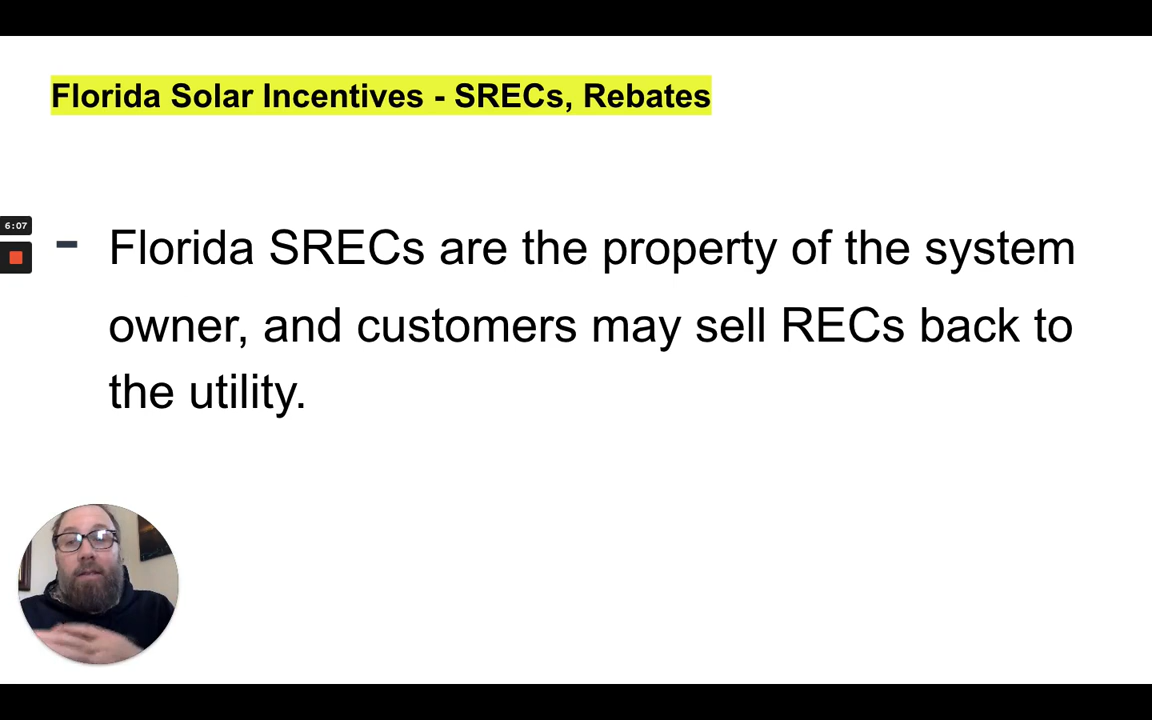 Florida Solar Incentives - SRECs, Rebates
6:07
- Florida SRECs are the property of the system
owner, and customers may sell RECs back to
the utility.